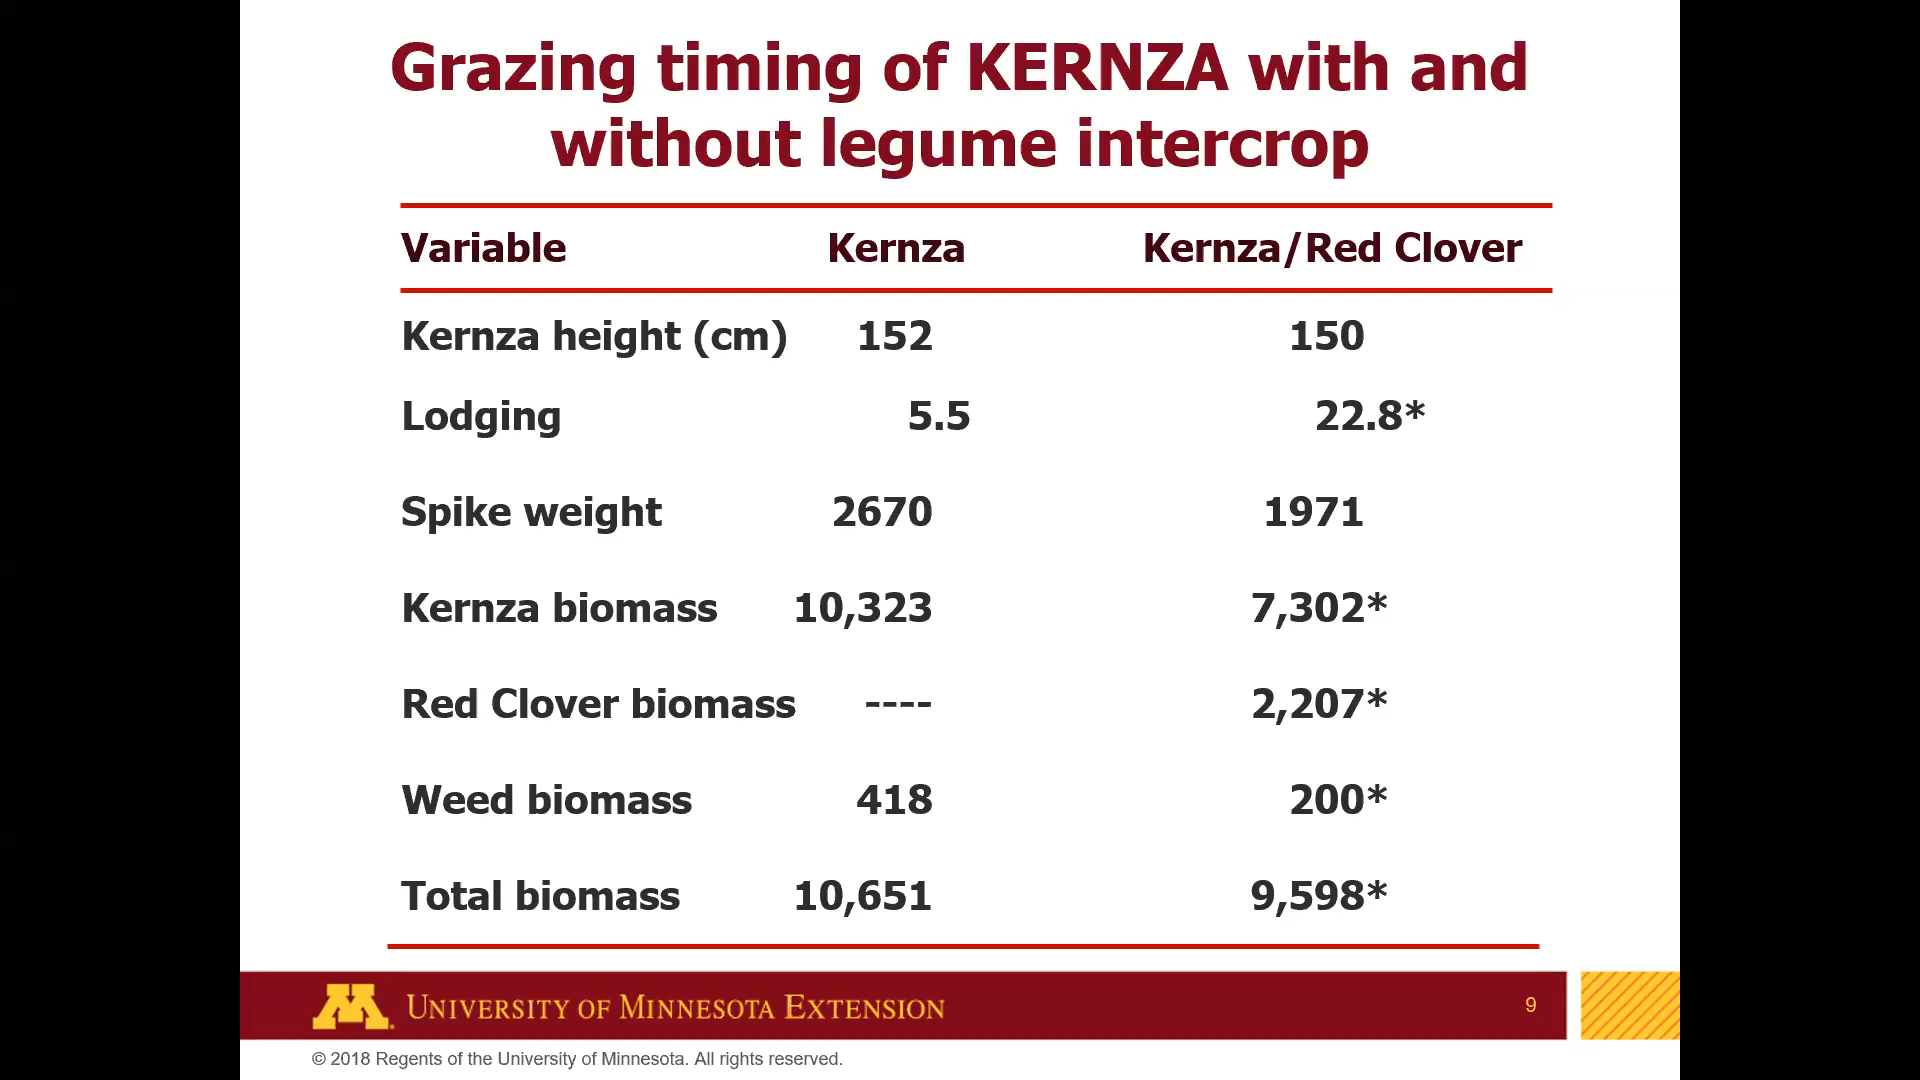 Grazing timing of KERNZA with and
without legume intercrop
Variable Kernza Kernza/Red Clover
Kernza height (cm) 152 150
Lodging 5.5 22.8*
Spike weight 2670 1971
Kernza biomass 10,323 7,302*
Red Clover biomass ---- 2,207*
Weed biomass 418 200*
Total biomass 10,651 9,598*
M UNIVERSITY OF MINNESOTA EXTENSION 9
© 2018 Regents of the University of Minnesota. All rights reserved.